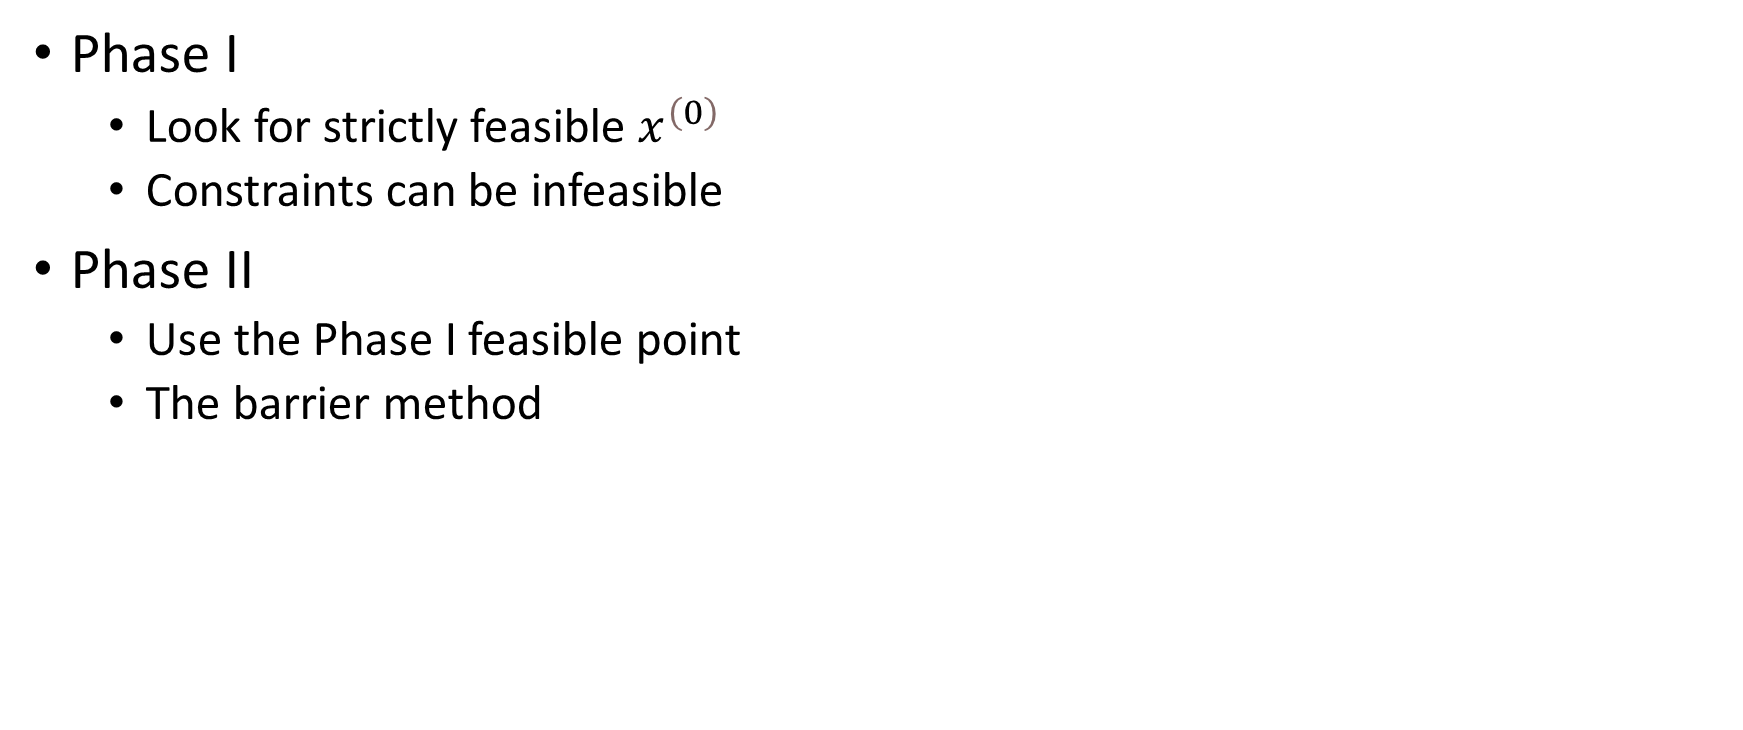 • Phase I
• Look for strictly feasible x^(0)
• Constraints can be infeasible
• Phase II
• Use the Phase I feasible point
• The barrier method